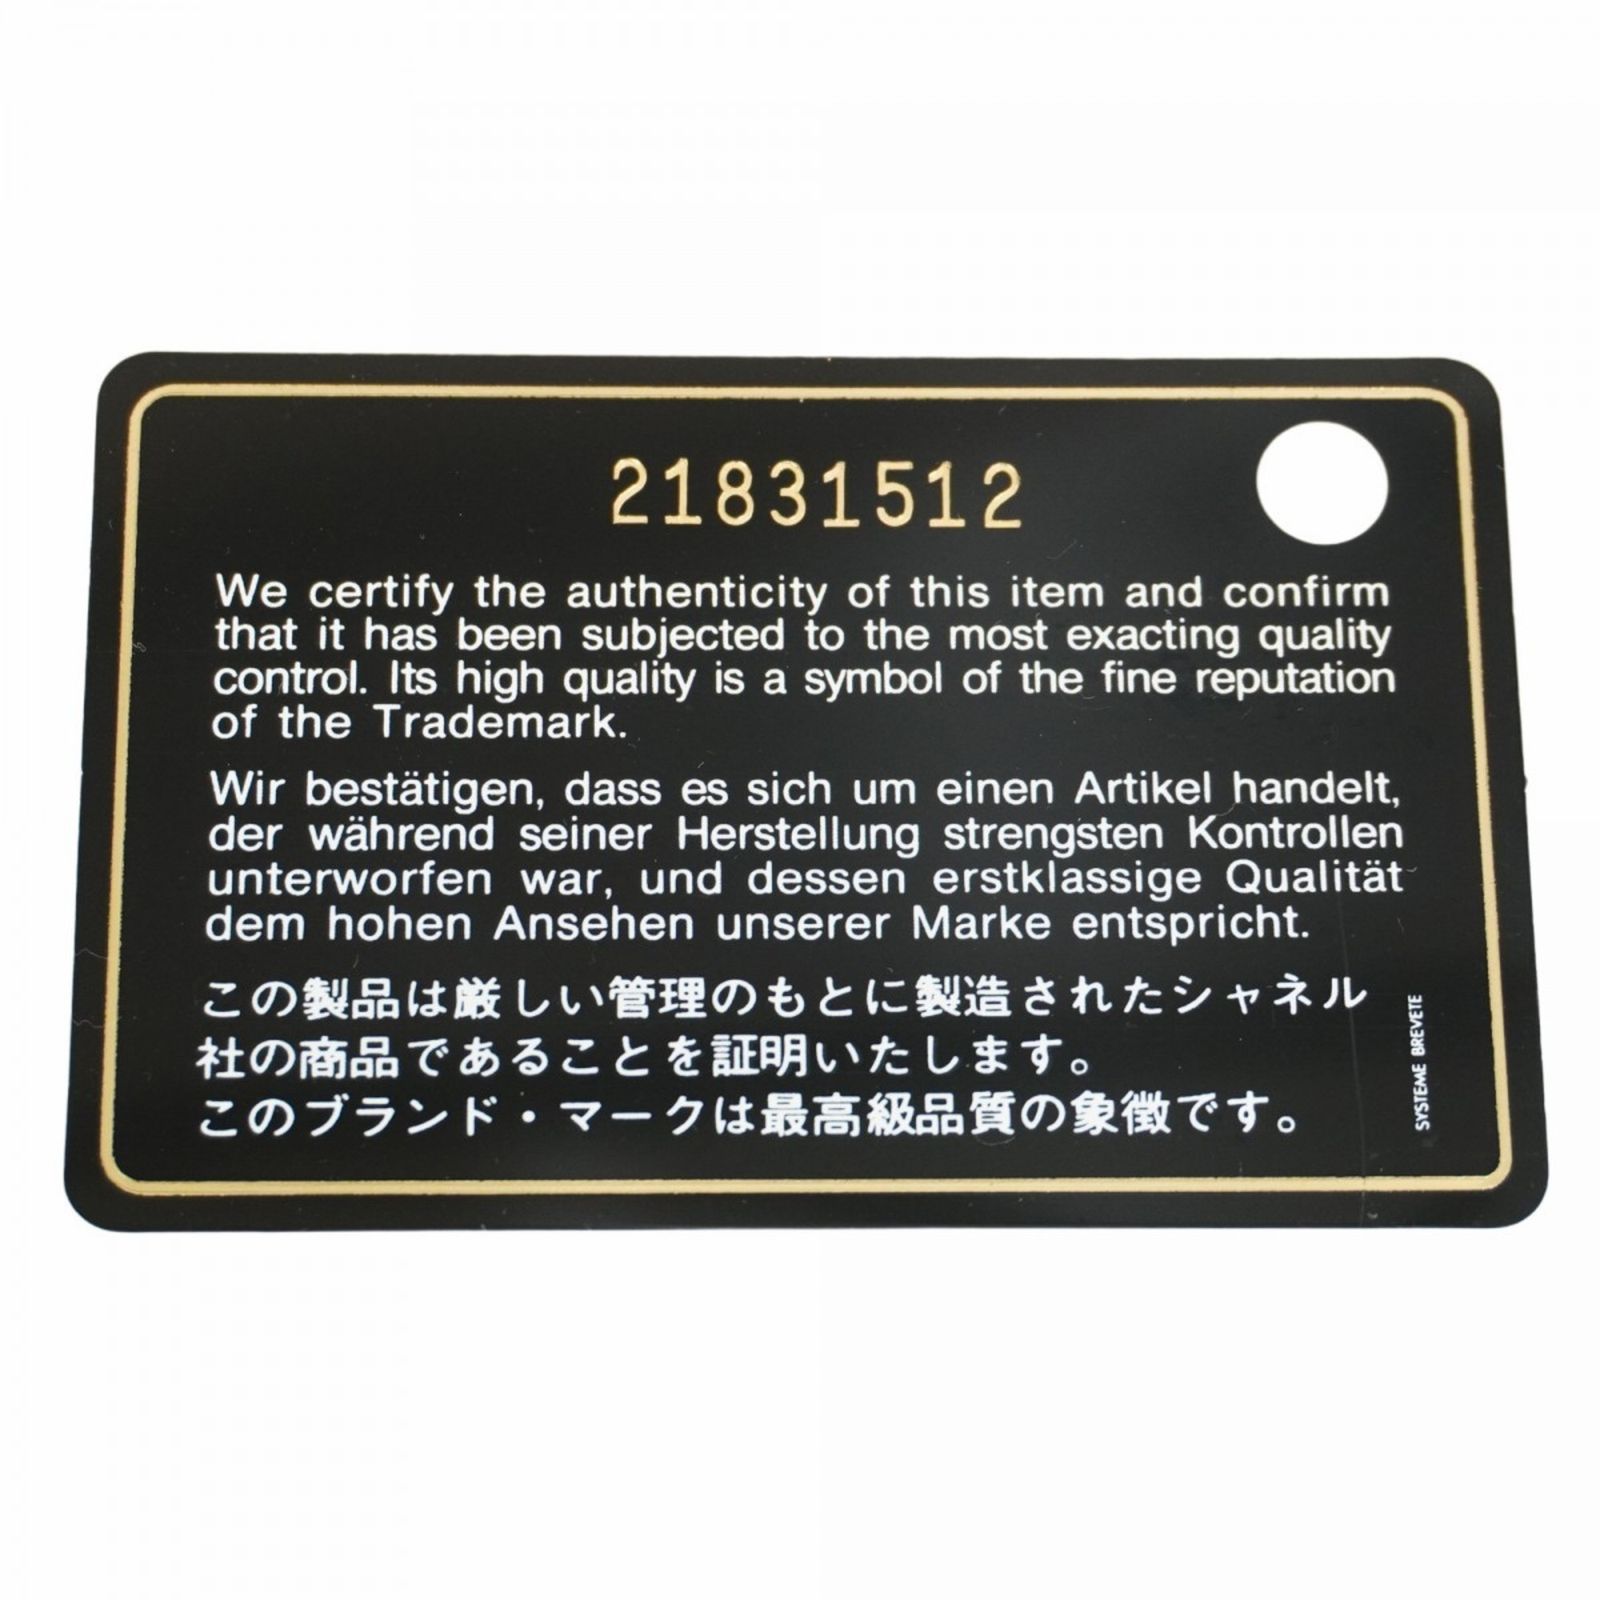 21831512
We certify the authenticity of this item and confirm
that it has been subjected to the most exacting quality
control. Its high quality is a symbol of the fine reputation
of the Trademark.
Wir bestätigen, dass es sich um einen Artikel handelt,
der während seiner Herstellung strengsten Kontrollen
unterworfen war, und dessen erstklassige Qualität
dem hohen Ansehen unserer Marke entspricht.
この製品は厳しい管理のもとに製造されたシャネル
社の商品であることを証明いたします。
このブランド・マークは最高級品質の象徴です。
SYSTEME BREVETE